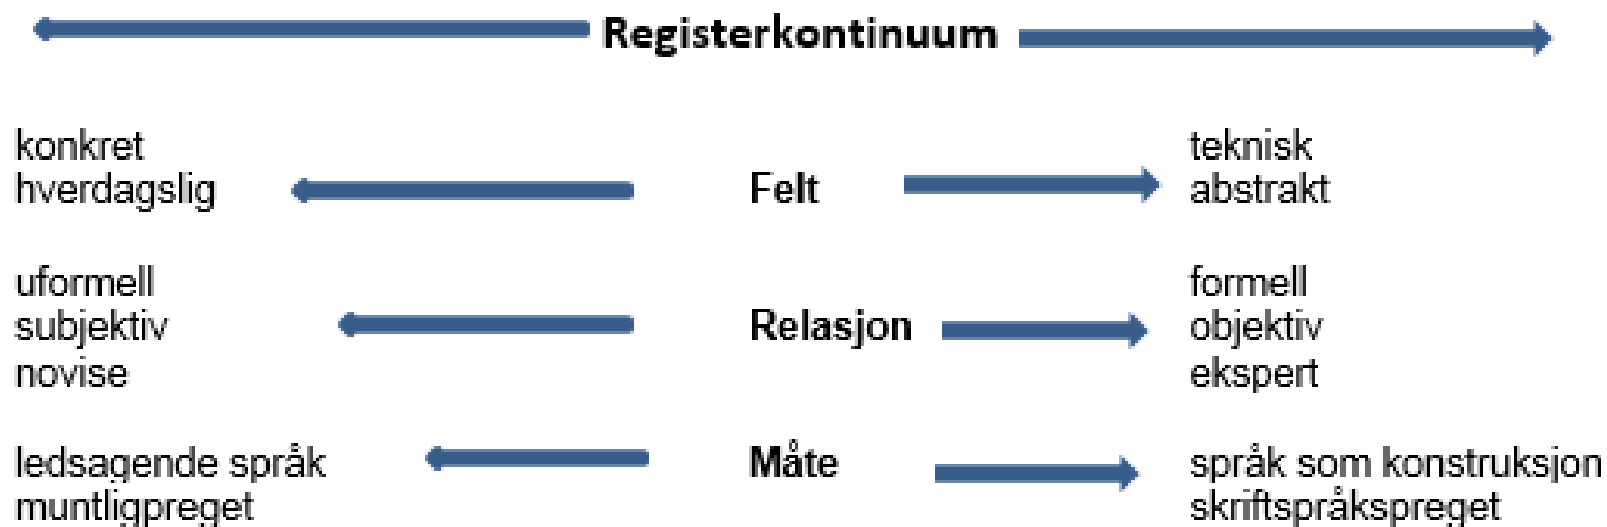 Registerkontinuum
konkret
hverdagslig
Felt
teknisk
abstrakt
uformell
subjektiv
novise
Relasjon
formell
objektiv
ekspert
ledsagende språk
muntligpreget
Måte
språk som konstruksjon
skriftspråkspreget